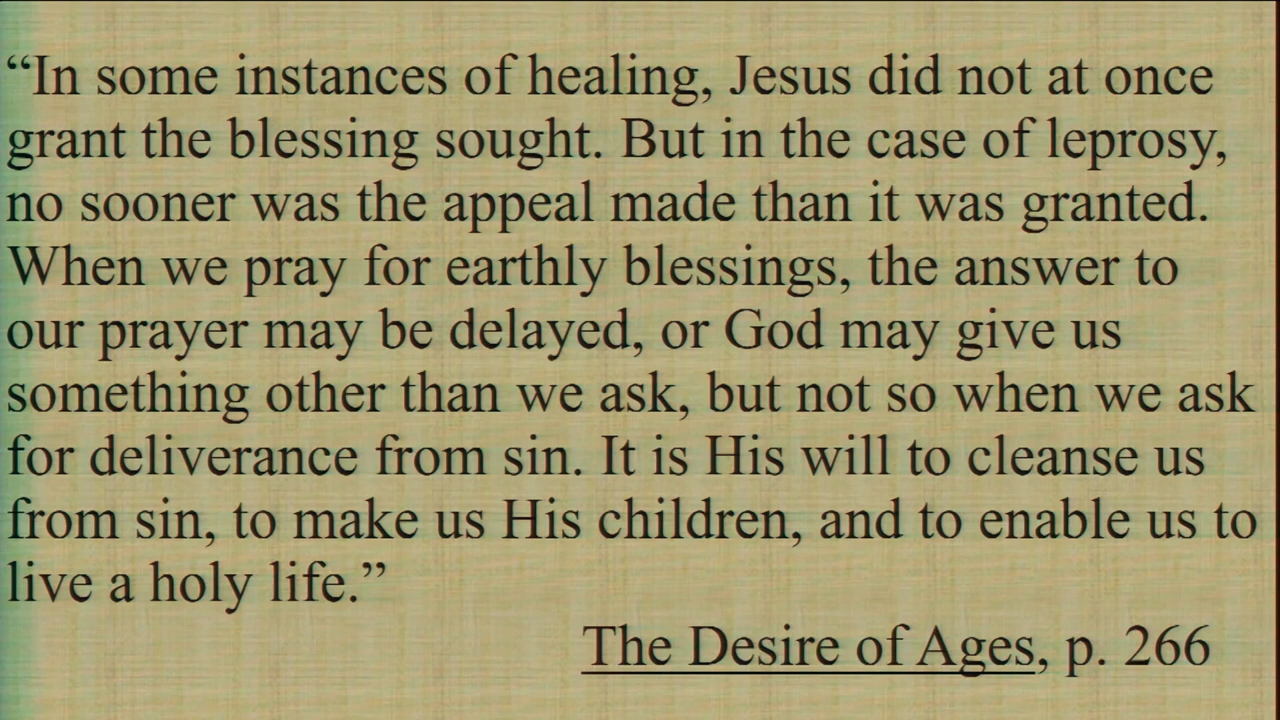 “In some instances of healing, Jesus did not at once
grant the blessing sought. But in the case of leprosy,
no sooner was the appeal made than it was granted.
When we pray for earthly blessings, the answer to
our prayer may be delayed, or God may give us
something other than we ask, but not so when we ask
for deliverance from sin. It is His will to cleanse us
from sin, to make us His children, and to enable us to
live a holy life.”
The Desire of Ages, p. 266